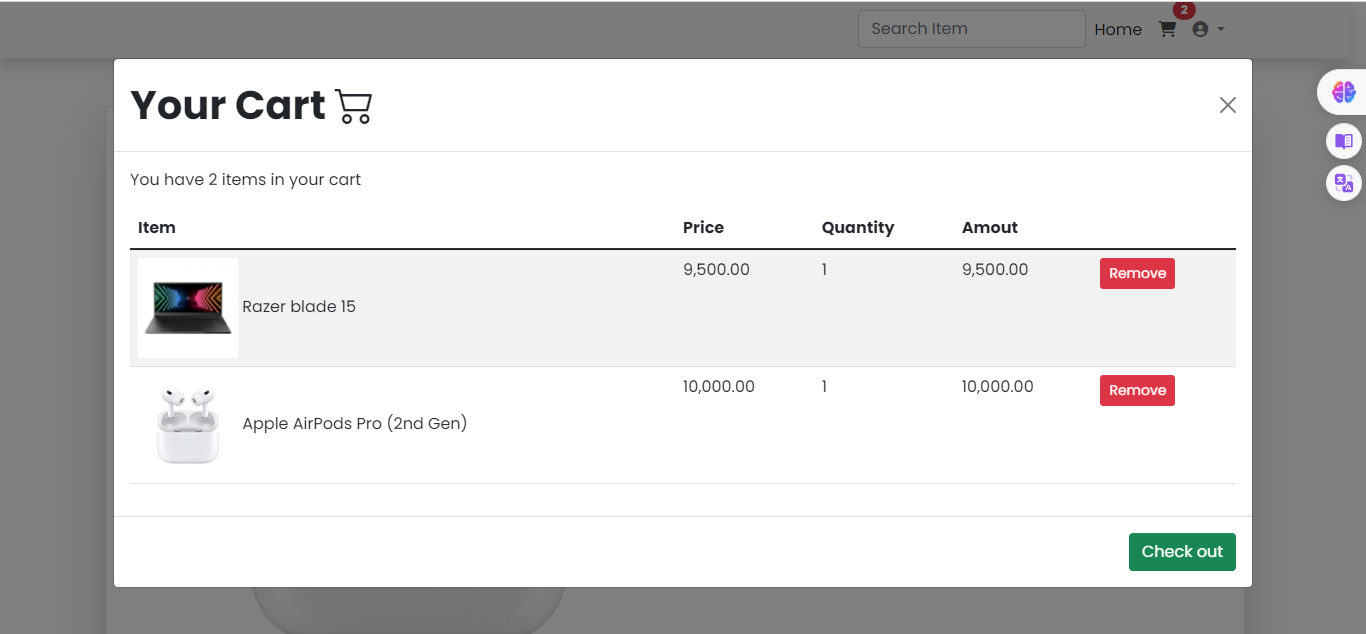 Search Item Home 2
Your Cart
You have 2 items in your cart
Item Price Quantity Amout
Razer blade 15 9,500.00 1 9,500.00 Remove
Apple AirPods Pro (2nd Gen) 10,000.00 1 10,000.00 Remove
Check out